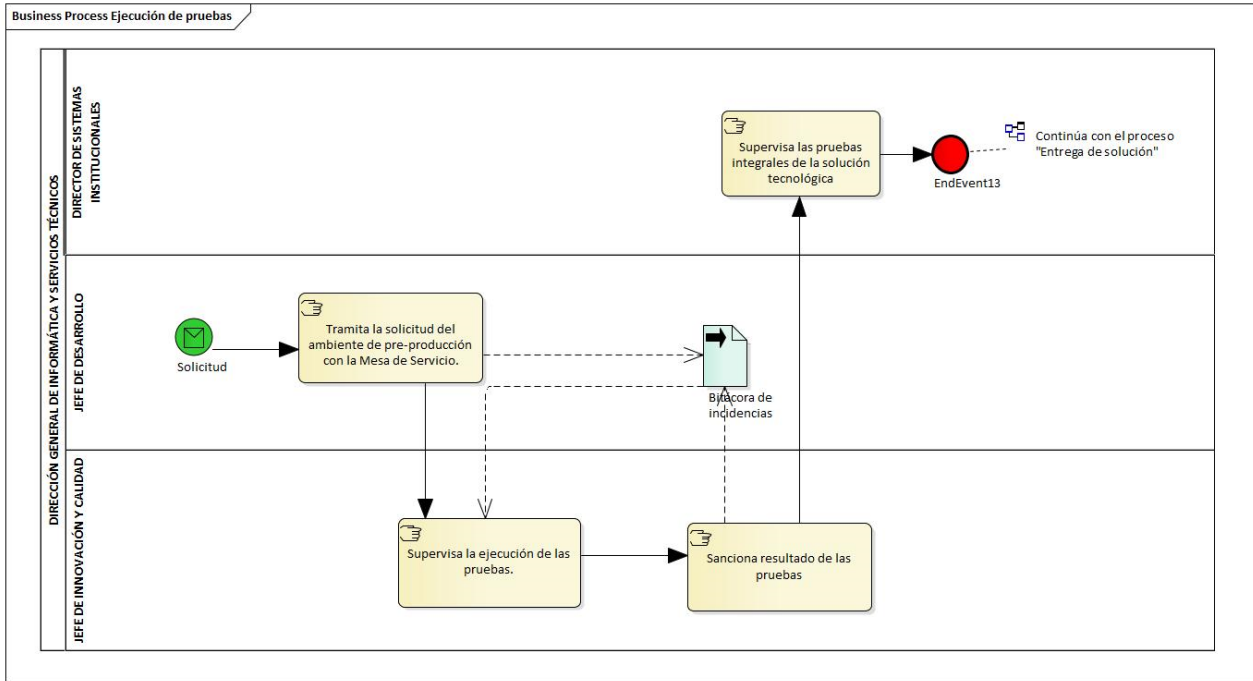 Business Process Ejecución de pruebas
DIRECCIÓN GENERAL DE INFORMÁTICA Y SERVICIOS TÉCNICOS
DIRECTOR DE SISTEMAS
INSTITUCIONALES
Supervisa las pruebas
integrales de la solución
tecnológica
EndEvent13
Continúa con el proceso
"Entrega de solución"
JEFE DE DESARROLLO
Solicitud
Tramita la solicitud del
ambiente de pre-producción
con la Mesa de Servicio.
Bitácora de
incidencias
JEFE DE INNOVACIÓN Y CALIDAD
Supervisa la ejecución de las
pruebas.
Sanciona resultado de las
pruebas